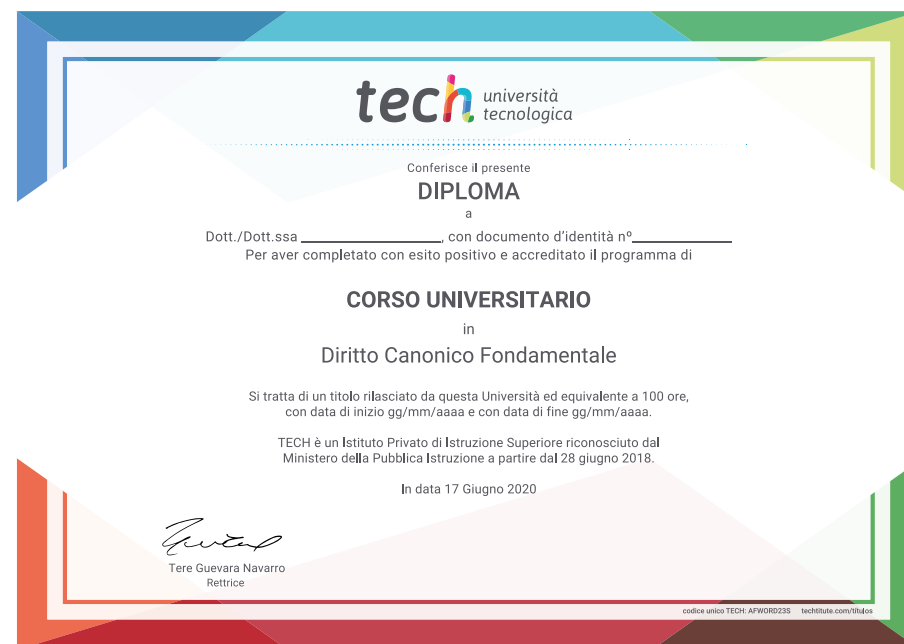 tech università
tecnologica
Conferisce il presente
DIPLOMA
a
Dott./Dott.ssa ____________________, con documento d'identità nº______________
Per aver completato con esito positivo e accreditato il programma di
CORSO UNIVERSITARIO
in
Diritto Canonico Fondamentale
Si tratta di un titolo rilasciato da questa Università ed equivalente a 100 ore,
con data di inizio gg/mm/aaaa e con data di fine gg/mm/aaaa.
TECH è un Istituto Privato di Istruzione Superiore riconosciuto dal
Ministero della Pubblica Istruzione a partire dal 28 giugno 2018.
In data 17 Giugno 2020
Tere Guevara Navarro
Rettrice
codice unico TECH: AFWORD23S techtitute.com/titulos